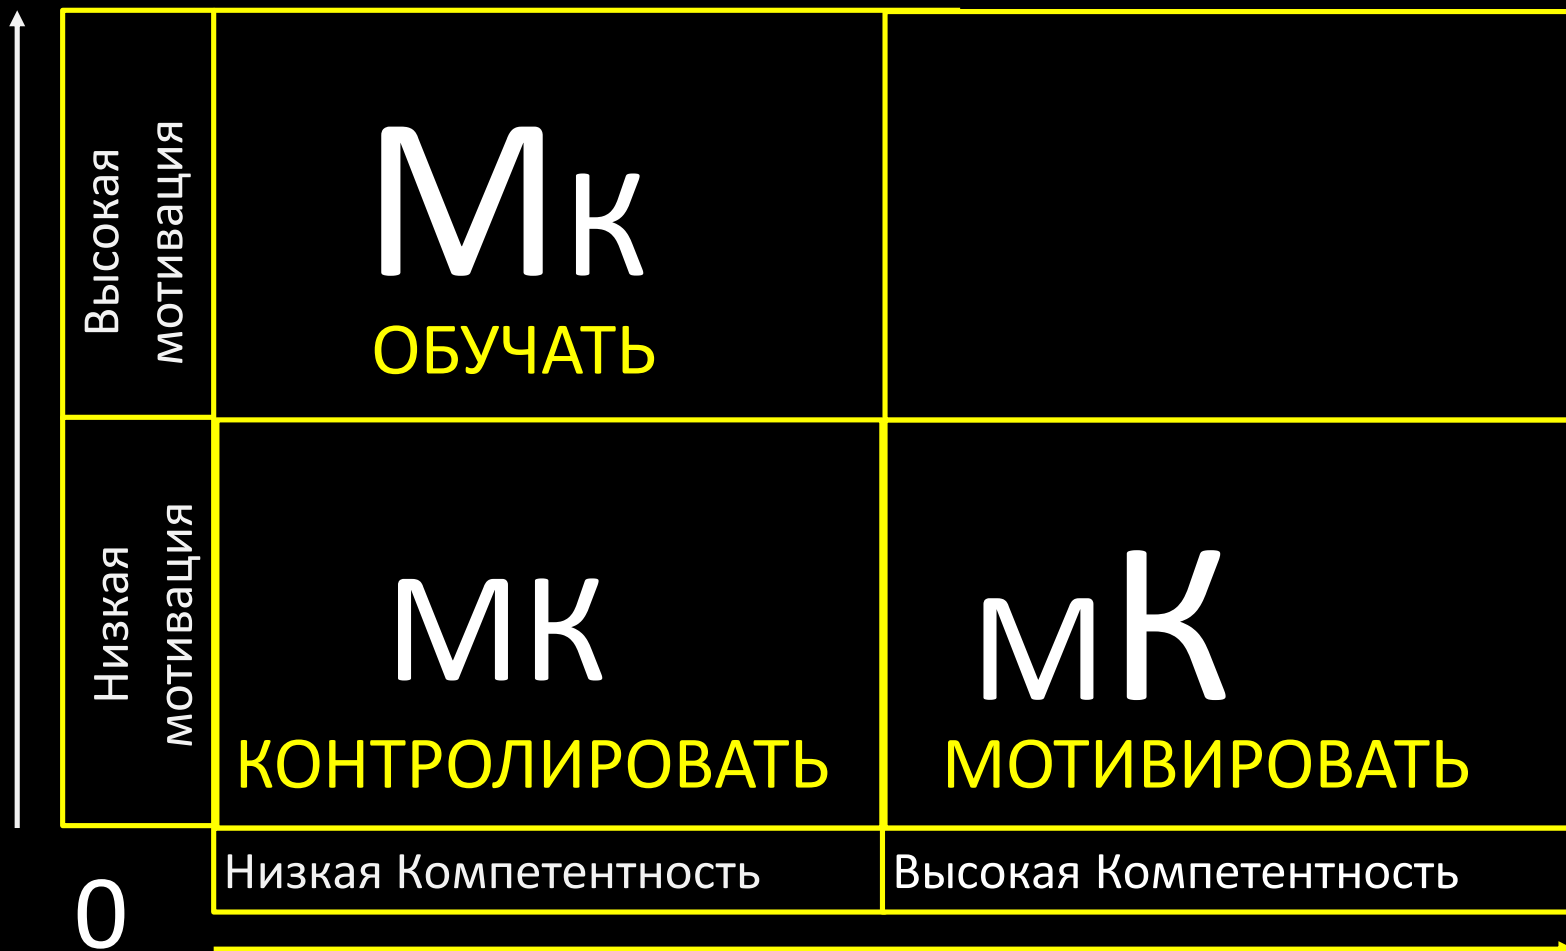 Высокая
мотивация
Мк
ОБУЧАТЬ
Низкая
мотивация
мк
КОНТРОЛИРОВАТЬ
мК
МОТИВИРОВАТЬ
Низкая Компетентность
Высокая Компетентность
0